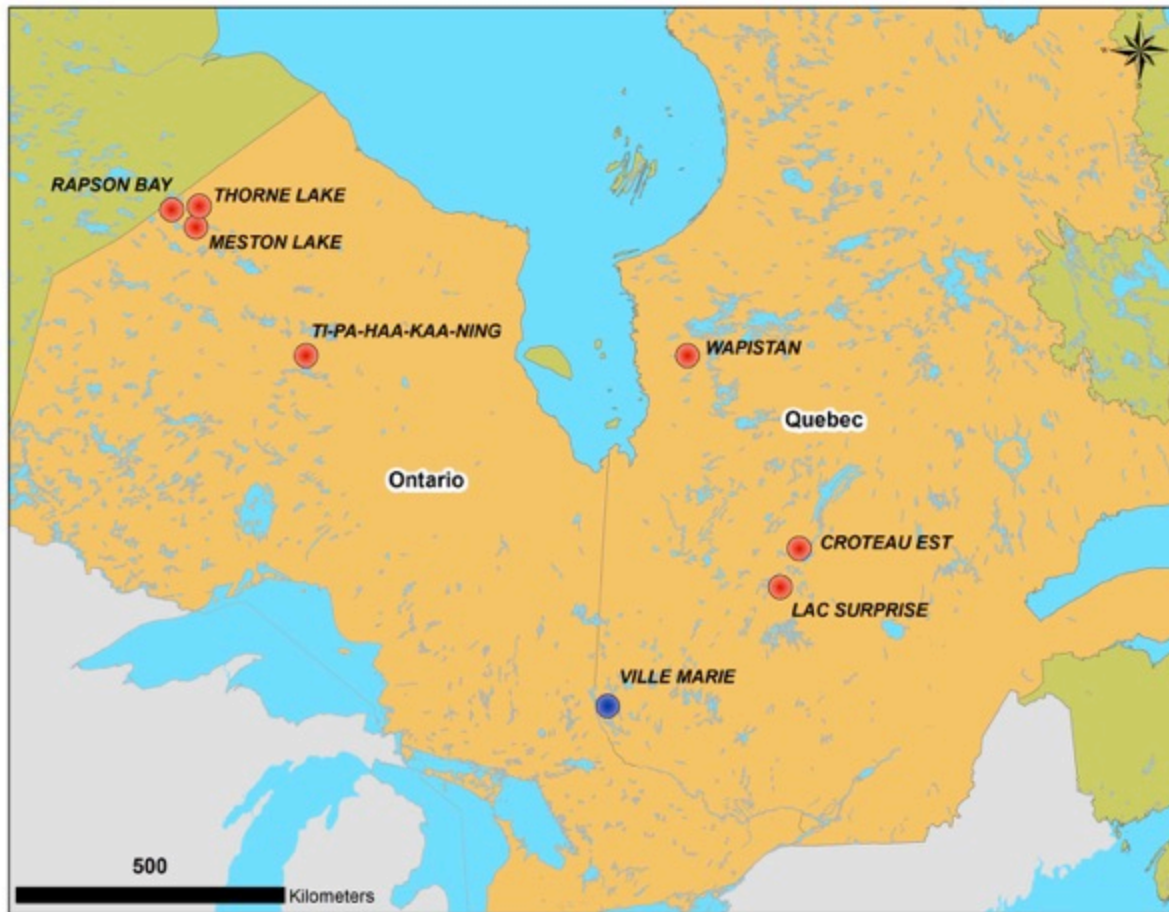 RAPSON BAY
THORNE LAKE
MESTON LAKE
TI-PA-HAA-KAA-NING
WAPISTAN
Quebec
Ontario
CROTEAU EST
LAC SURPRISE
VILLE MARIE
500
Kilometers